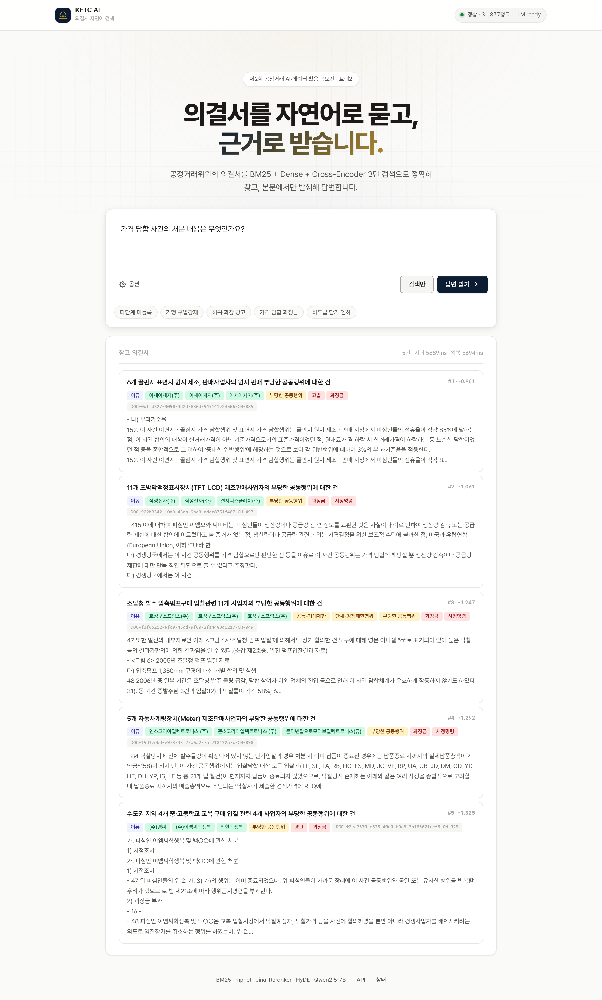 KFTC AI
의결서 자연어 검색
정상 · 31,877청크 · LLM ready
제2회 공정거래 AI·데이터 활용 공모전 · 트랙2
의결서를 자연어로 묻고,
근거로 받습니다.
공정거래위원회 의결서를 BM25 + Dense + Cross-Encoder 3단 검색으로 정확히
찾고, 본문에서만 발췌해 답변합니다.
가격 담합 사건의 처분 내용은 무엇인가요?
옵션
검색만
답변 받기
다단계 미등록 가맹 구입강제 허위·과장 광고 가격 담합 과징금 하도급 단가 인하
참고 의결서
5건 · 서버 5689ms · 왕복 5694ms
6개 골판지 표면지 원지 제조, 판매사업자의 원지 판매 부당한 공동행위에 대한 건
#1 · -0.961
이유 아세아제지(주) 아세아제지(주) 아세아제지(주) 부당한 공동행위 고발 과징금
DOC-0dffd327-3090-4d2d-836d-945141e24566-CH-085
- 나) 부과기준율
152. 이 사건 이면지 · 골심지 가격 담합행위 및 표면지 가격 담합행위는 골판지 원지 제조 · 판매 시장에서 피심인들의 점유율이 각각 85%에 달하는
점, 이 사건 합의의 대상이 실거래가격이 아닌 기준가격으로서의 표준가격이었던 점, 원재료가 격 하락 시 실거래가격이 하락하는 등 느슨한 담합이었
던 점 등을 종합적으로 고 려하여 ‘중대한 위반행위’에 해당하는 것으로 보아 각 위반행위에 대하여 3%의 부 과기준율을 적용한다.
152. 이 사건 이면지 · 골심지 가격 담합행위 및 표면지 가격 담합행위는 골판지 원지 제조 · 판매 시장에서 피심인들의 점유율이 각각 8...
11개 초박막액정표시장치(TFT-LCD) 제조판매사업자의 부당한 공동행위에 대한 건
#2 · -1.061
이유 삼성전자(주) 삼성전자(주) 엘지디스플레이(주) 부당한 공동행위 과징금 시정명령
DOC-922b3342-10d0-43ea-9bc0-ddec8751f407-CH-497
- 415 이에 대하여 피심인 씨엠오와 씨피티는, 피심인들이 생산량이나 공급량 관 련 정보를 교환한 것은 사실이나 이로 인하여 생산량 감축 또는 공급
량 제한에 대한 합의에 이르렀다고 볼 증거가 없는 점, 생산량이나 공급량 관련 논의는 가격결정을 위한 보조적 수단에 불과한 점, 미국과 유럽연합
(European Union, 이하 ‘EU’라 한
다) 경쟁당국에서는 이 사건 공동행위를 가격 담합으로만 판단한 점 등을 이유로 이 사건 공동행위는 가격 담합에 해당할 뿐 생산량 감축이나 공급량
제한에 대한 단독 적인 담합으로 볼 수 없다고 주장한다.
다) 경쟁당국에서는 이 사건 ...
조달청 발주 입축펌프구매 입찰관련 11개 사업자의 부당한 공동행위에 대한 건
#3 · -1.247
이유 효성굿스프링스(주) 효성굿스프링스(주) 효성굿스프링스(주) 공동-거래제한 단체-경쟁제한행위 부당한 공동행위 과징금 시정명령
DOC-f3f65212-6fc8-45dd-9f60-2f14483d1217-CH-049
47 또한 일진의 내부자료인 아래 <그림 6> ‘조달청 펌프 입찰’에 의해서도 상기 합의한 건 모두에 대해 영문 이니셜 “a”로 표기되어 있어 높은 낙찰
률의 결과가합의에 의한 결과임을 알 수 있다.(소갑 제2호증, 일진 펌프입찰결과 자료)
- <그림 6> 2005년 조달청 펌프 입찰 자료
다) 입축펌프 1,350mm 구경에 대한 개별 합의 및 실행
48 2006년 중 일부 기간은 조달청 발주 물량 급감, 담합 참여자 이외 업체의 진입 등으로 인해 이 사건 담합체계가 유효하게 작동하지 않기도 하였다
31). 동 기간 중발주된 3건의 입찰32)의 낙찰률이 각각 58%, 6...
5개 자동차계량장치(Meter) 제조판매사업자의 부당한 공동행위에 대한 건
#4 · -1.292
이유 덴소코리아일렉트로닉스 (주) 덴소코리아일렉트로닉스 (주) 콘티넨탈오토모티브일렉트로닉스(유) 부당한 공동행위 과징금 시정명령
DOC-15d3eebd-e973-43f2-a6a2-7af718132a7c-CH-090
- 84 낙찰당시에 전체 발주물량이 확정되어 있지 않는 단가입찰의 경우 처분 시 이미 납품이 종료된 경우에는 납품종료 시까지의 실제납품총액이 계
약금액58)이 되지 만, 이 사건 공동행위에서는 입찰담합 대상 모든 입찰건(TF, SL, TA, RB, HG, FS, MD, JC, VF, RP, UA, UB, JD, DM, GD, YD,
HE, DH, YP, IS, LF 등 총 21개 입 찰건)이 현재까지 납품이 종료되지 않았으므로, 낙찰당시 존재하는 아래와 같은 여러 사정을 종합적으로 고려할
때 납품종료 시까지의 매출총액으로 추단되는 ‘낙찰자가 제출한 견적가격에 RFQ에 ...
수도권 지역 4개 중·고등학교 교복 구매 입찰 관련 4개 사업자의 부당한 공동행위에 대한 건
#5 · -1.325
이유 (주)엠씨 (주)이엠씨학생복 착한학생복 부당한 공동행위 경고 과징금 DOC-f2ea7370-e325-40d0-b0a6-3b165621ccf5-CH-029
가. 피심인 이엠씨학생복 및 백○○에 관한 처분
1) 시정조치
가. 피심인 이엠씨학생복 및 백○○에 관한 처분
1) 시정조치
- 47 위 피심인들의 위 2. 가. 3) 가)의 행위는 이미 종료되었으나, 위 피심인들이 가까운 장래에 이 사건 공동행위와 동일 또는 유사한 행위를 반복할
우려가 있으므 로 법 제21조에 따라 행위금지명령을 부과한다.
2) 과징금 부과
- 16 -
- 48 피심인 이엠씨학생복 및 백○○은 교복 입찰시장에서 낙찰예정자, 투찰가격 등을 사전에 합의하였을 뿐만 아니라 경쟁사업자를 배제시키려는
의도로 입찰참가를 취소하는 행위를 하였는바, 위 2....
BM25 · mpnet · Jina-Reranker · HyDE · Qwen2.5-7B · API · 상태